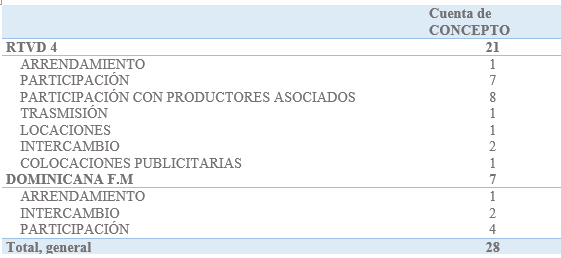 Cuenta de
CONCEPTO
RTVD 4 21
ARRENDAMIENTO 1
PARTICIPACIÓN 7
PARTICIPACIÓN CON PRODUCTORES ASOCIADOS 8
TRASMISIÓN 1
LOCACIONES 1
INTERCAMBIO 2
COLOCACIONES PUBLICITARIAS 1
DOMINICANA F.M 7
ARRENDAMIENTO 1
INTERCAMBIO 2
PARTICIPACIÓN 4
Total, general 28